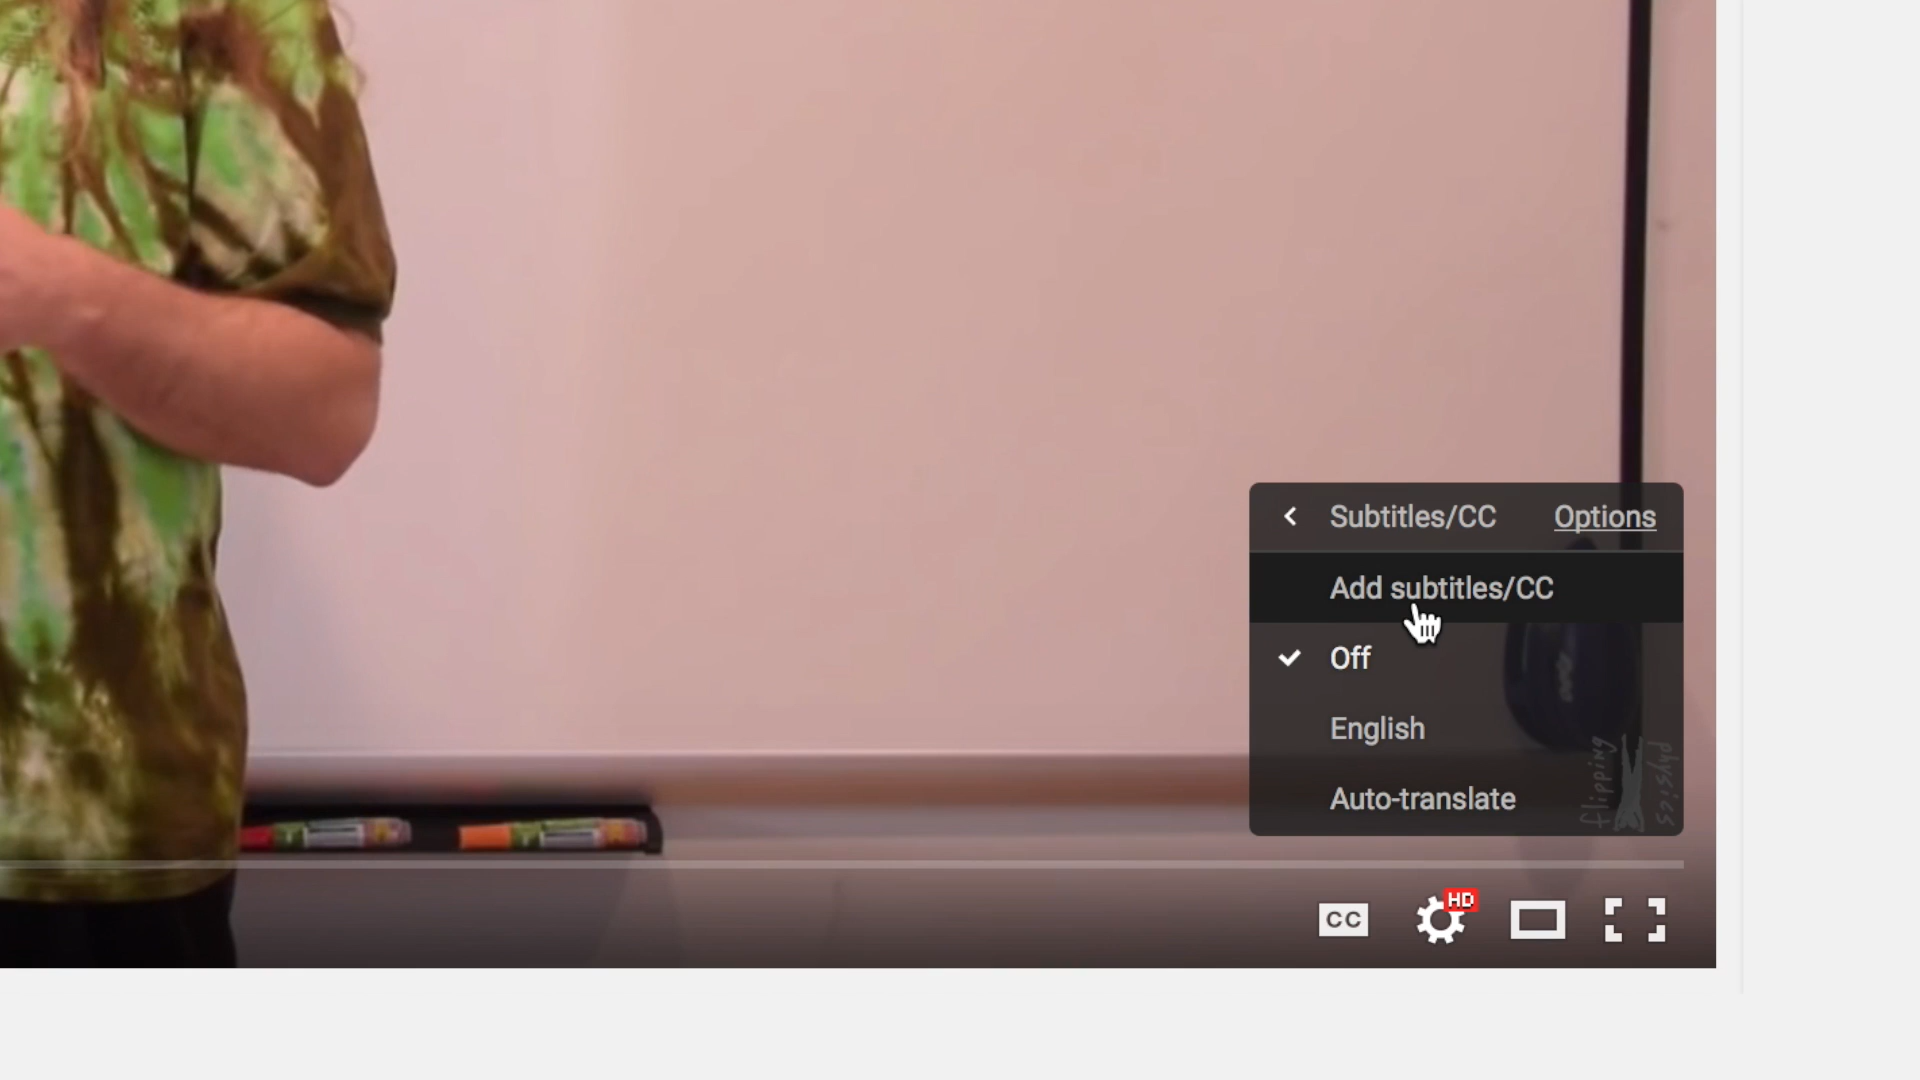 Subtitles/CC Options
Add subtitles/CC
Off
English
Auto-translate
flipping
physics
HD
CC